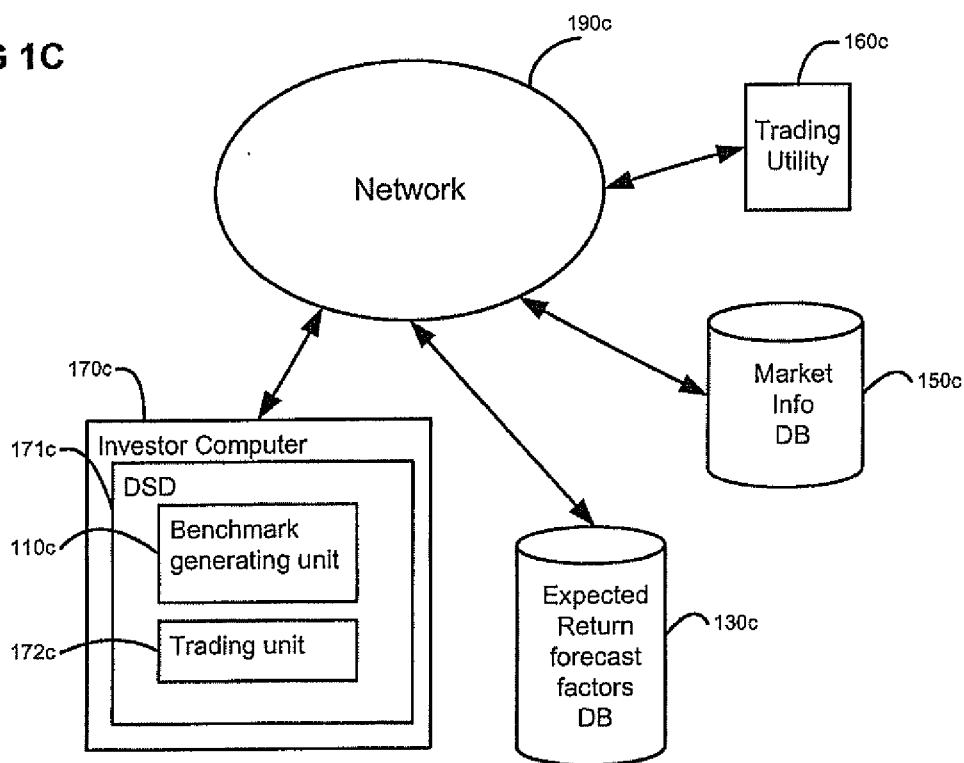 G 1C
190c
160c
Trading
Utility
Network
170c
Market
Info
DB
150c
171c
Investor Computer
DSD
110c
Benchmark
generating unit
Expected
Return
forecast
factors
DB
130c
172c
Trading unit